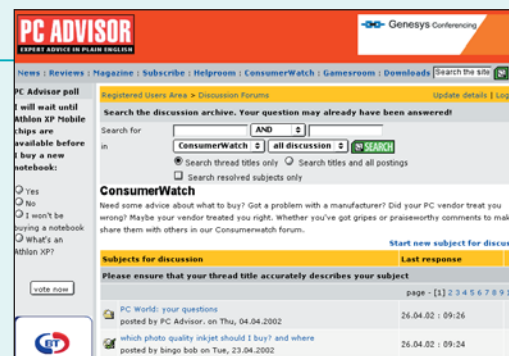 PC ADVISOR
EXPERT ADVICE IN PLAIN ENGLISH
Genesys Conferencing
News : Reviews : Magazine : Subscribe : Helproom : ConsumerWatch : Gamesroom : Downloads Search the site
PC Advisor poll
I will wait until
Athlon XP Mobile
chips are
available before
I buy a new
notebook:
Yes
No
I won't be
buying a notebook
What's an
Athlon XP?
vote now
BT
Registered Users Area > Discussion Forums Update details | Log
Search the discussion archive. Your question may already have been answered!
Search for AND
in ConsumerWatch all discussion SEARCH
Search thread titles only Search titles and all postings
Search resolved subjects only
ConsumerWatch
Need some advice about what to buy? Got a problem with a manufacturer? Did your PC vendor treat you
wrong? Maybe your vendor treated you right. Whether you've got gripes or praiseworthy comments to mak
share them with others in our Consumerwatch forum.
Start new subject for discu
Subjects for discussion Last response
Please ensure that your thread title accurately describes your subject
page - [1] 2 3 4 5 6 7 8 9 1
PC World: your questions
posted by PC Advisor. on Thu, 04.04.2002
26.04.02 : 09:26
which photo quality inkjet should I buy? and where
posted by bingo bob on Tue, 23.04.2002
26.04.02 : 09:24